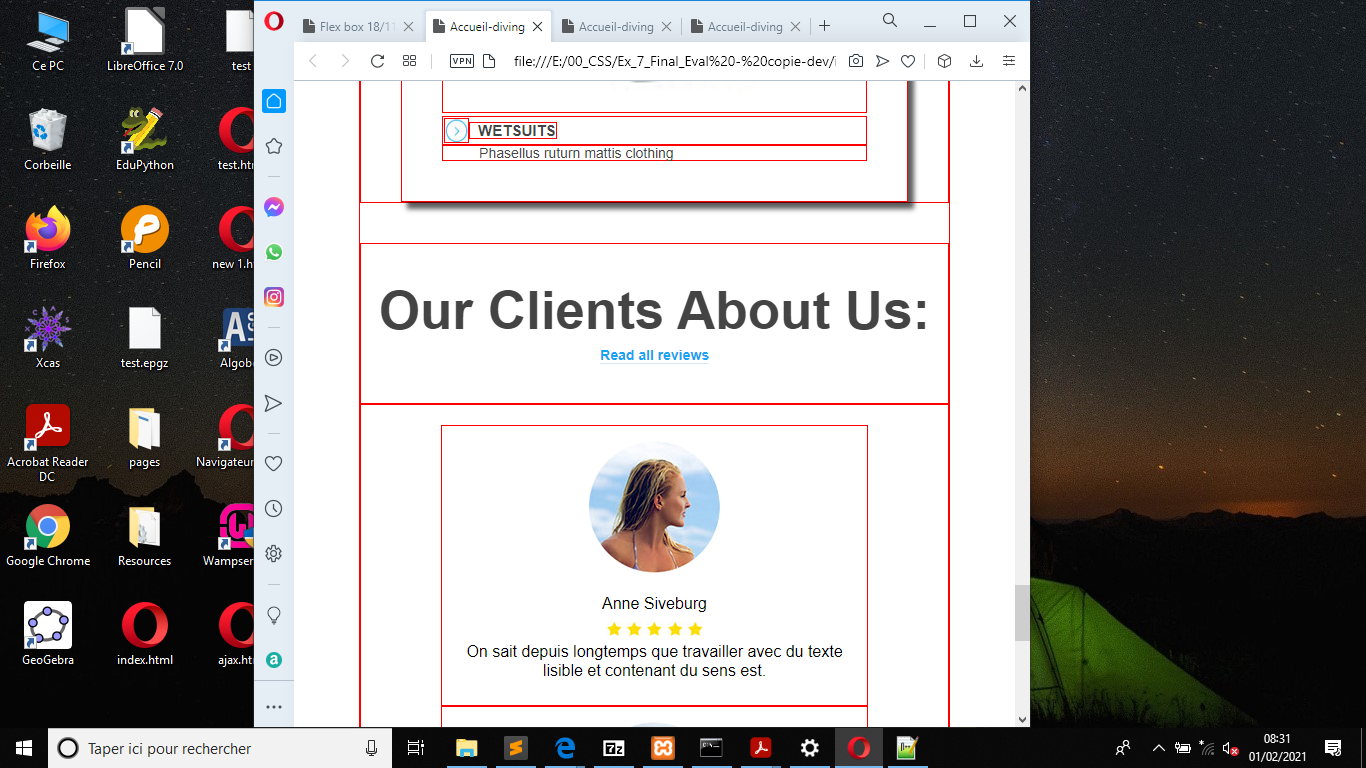 Flex box 18/11
Accueil-diving
Accueil-diving
Accueil-diving
VPN
file:///E:/00_CSS/Ex_7_Final_Eval%20-%20copie-dev/i
Ce PC
LibreOffice 7.0
test
Corbeille
EduPython
test.htm
Firefox
Pencil
new 1.ht
Xcas
test.epgz
Algobo
Acrobat Reader
DC
pages
Navigateur
Google Chrome
Resources
Wampser
GeoGebra
index.html
ajax.htm
WETSUITS
Phasellus ruturn mattis clothing
Our Clients About Us:
Read all reviews
Anne Siveburg
On sait depuis longtemps que travailler avec du texte
lisible et contenant du sens est.
Taper ici pour rechercher
08:31
01/02/2021